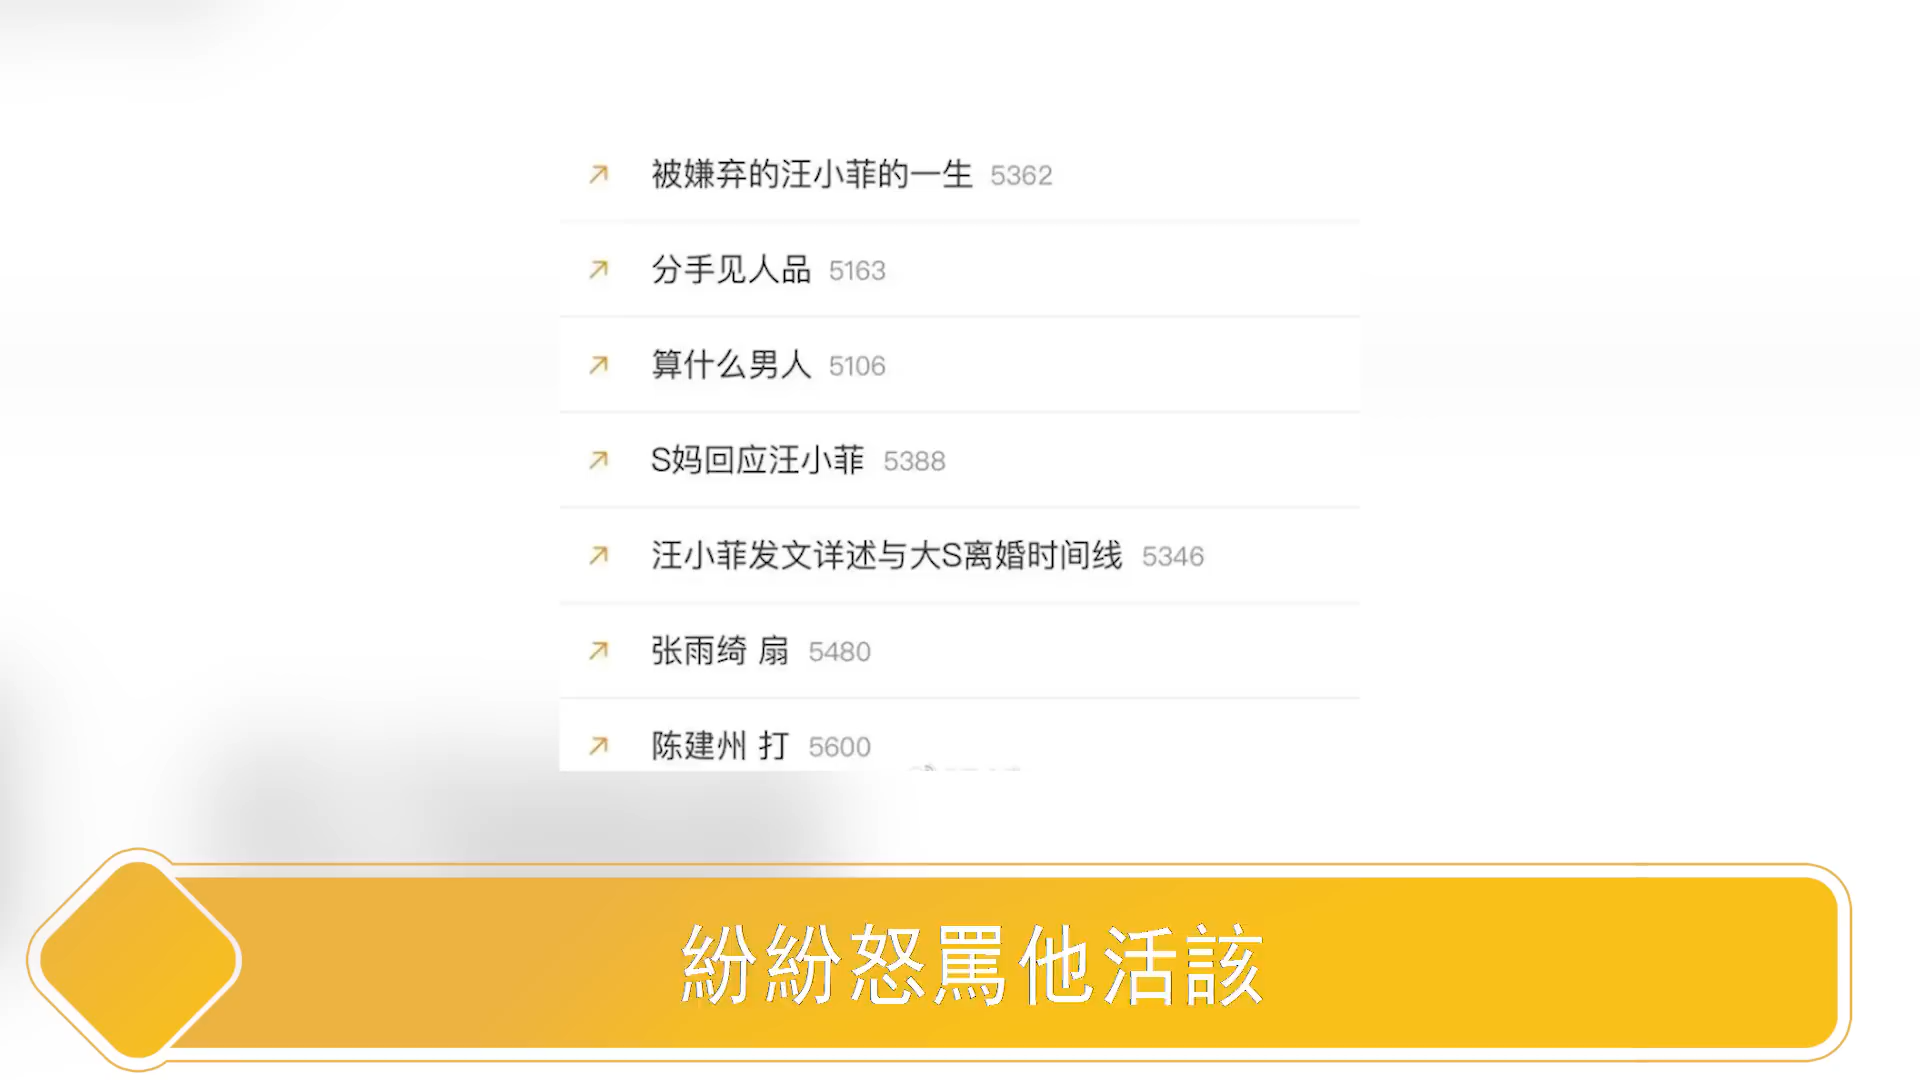 被嫌弃的汪小菲的一生 5362
分手见人品 5163
算什么男人 5106
S妈回应汪小菲 5388
汪小菲发文详述与大S离婚时间线 5346
张雨绮 扇 5480
陈建州 打 5600
紛紛怒罵他活該